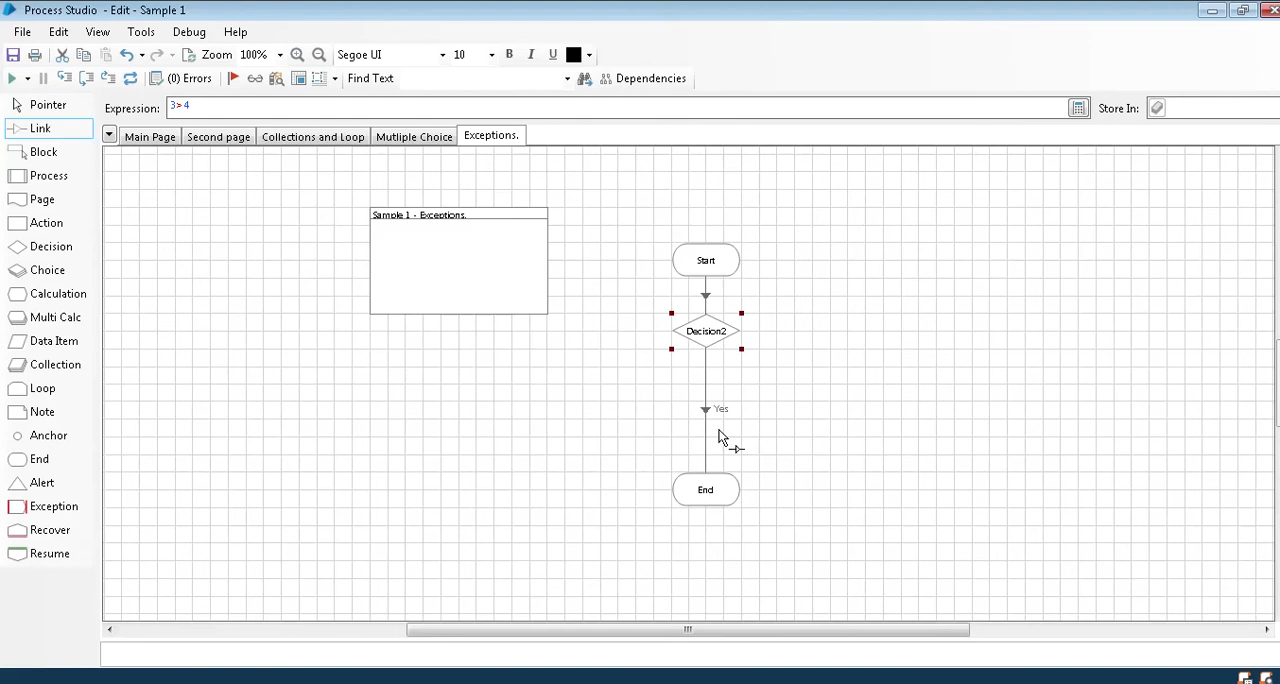 Process Studio - Edit - Sample 1
File Edit View Tools Debug Help
Zoom 100% Segoe UI 10 B I U
(0) Errors Find Text Dependencies
Pointer
Link
Block
Process
Page
Action
Decision
Choice
Calculation
Multi Calc
Data Item
Collection
Loop
Note
Anchor
End
Alert
Exception
Recover
Resume
Expression: 3>4 Store In:
Main Page Second page Collections and Loop Mutliple Choice Exceptions.
Sample 1 - Exceptions.
Start
Decision2
Yes
End